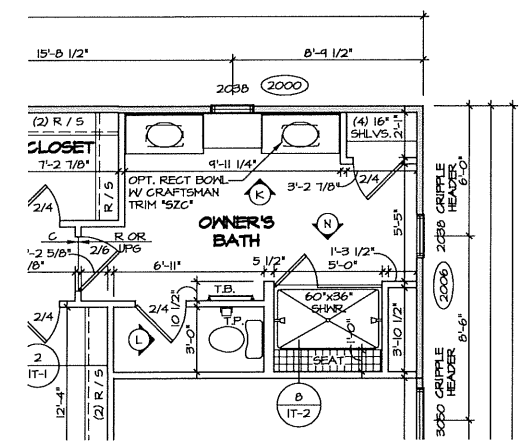 15'-8 1/2"
8'-9 1/2"
2038
2000
(2) R / S
(4) 16"
SHLVS.
2'-1"
CLOSET
7'-2 7/8"
9'-11 1/4"
OPT. RECT BOWL
W/ CRAFTSMAN
TRIM "SZC"
3'-2 7/8"
2/4
2/4
R / S
K
N
6'-0"
2038 CRIPPLE
HEADER
5'-5"
OWNER'S
BATH
C
R OR
UPG
2/6
'-2 5/8"
/8"
6'-11"
5 1/2"
1'-3 1/2"
5'-0"
2006
T.B.
10 1/2"
2/4
2/4
T.P.
60"x36"
SHWR.
1'-0"
SEAT
3'-0"
3'-10 1/2"
8'-6"
L
2
IT-1
12'-4"
(2) R / S
8
IT-2
3050 CRIPPLE
HEADER